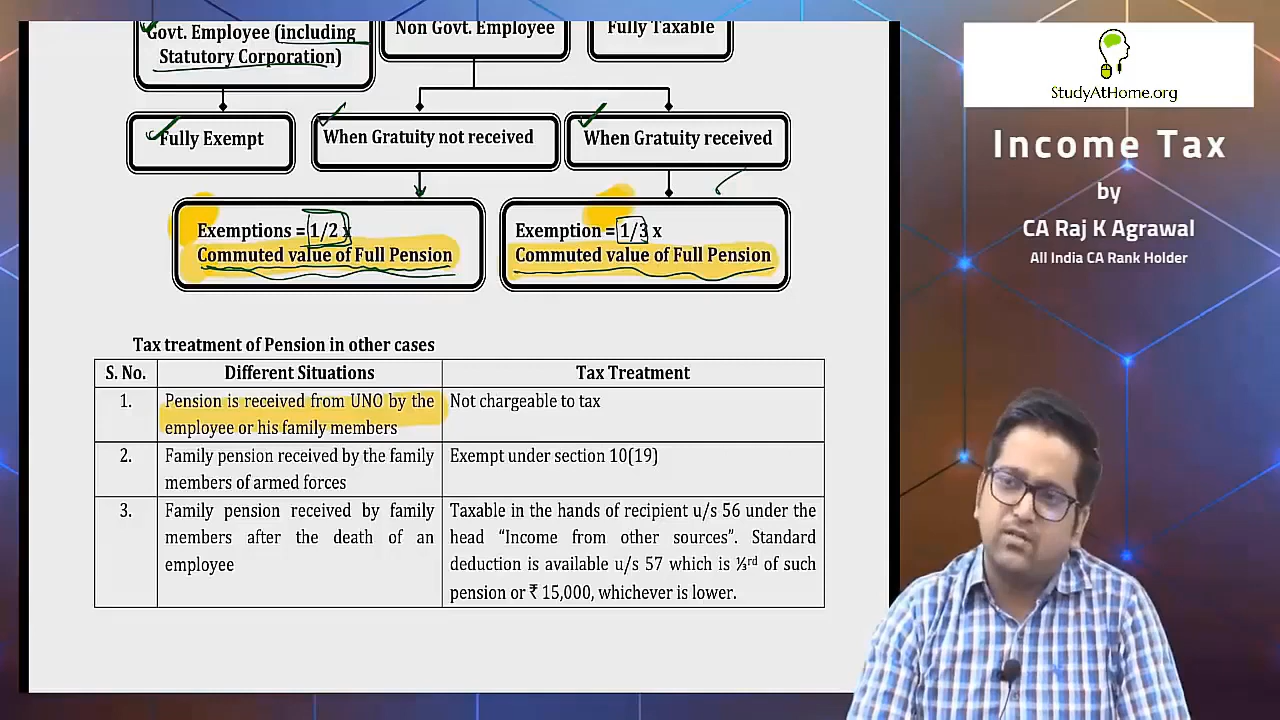 Govt. Employee (including
Statutory Corporation)
Non Govt. Employee
Fully Taxable
Fully Exempt
When Gratuity not received
When Gratuity received
Exemptions = 1/2 x
Commuted value of Full Pension
Exemption = 1/3 x
Commuted value of Full Pension
Tax treatment of Pension in other cases
S. No. Different Situations Tax Treatment
1. Pension is received from UNO by the Not chargeable to tax
employee or his family members
2. Family pension received by the family Exempt under section 10(19)
members of armed forces
3. Family pension received by family Taxable in the hands of recipient u/s 56 under the
members after the death of an head “Income from other sources”. Standard
employee deduction is available u/s 57 which is ⅓rd of such
pension or ₹ 15,000, whichever is lower.
StudyAtHome.org
Income Tax
by
CA Raj K Agrawal
All India CA Rank Holder